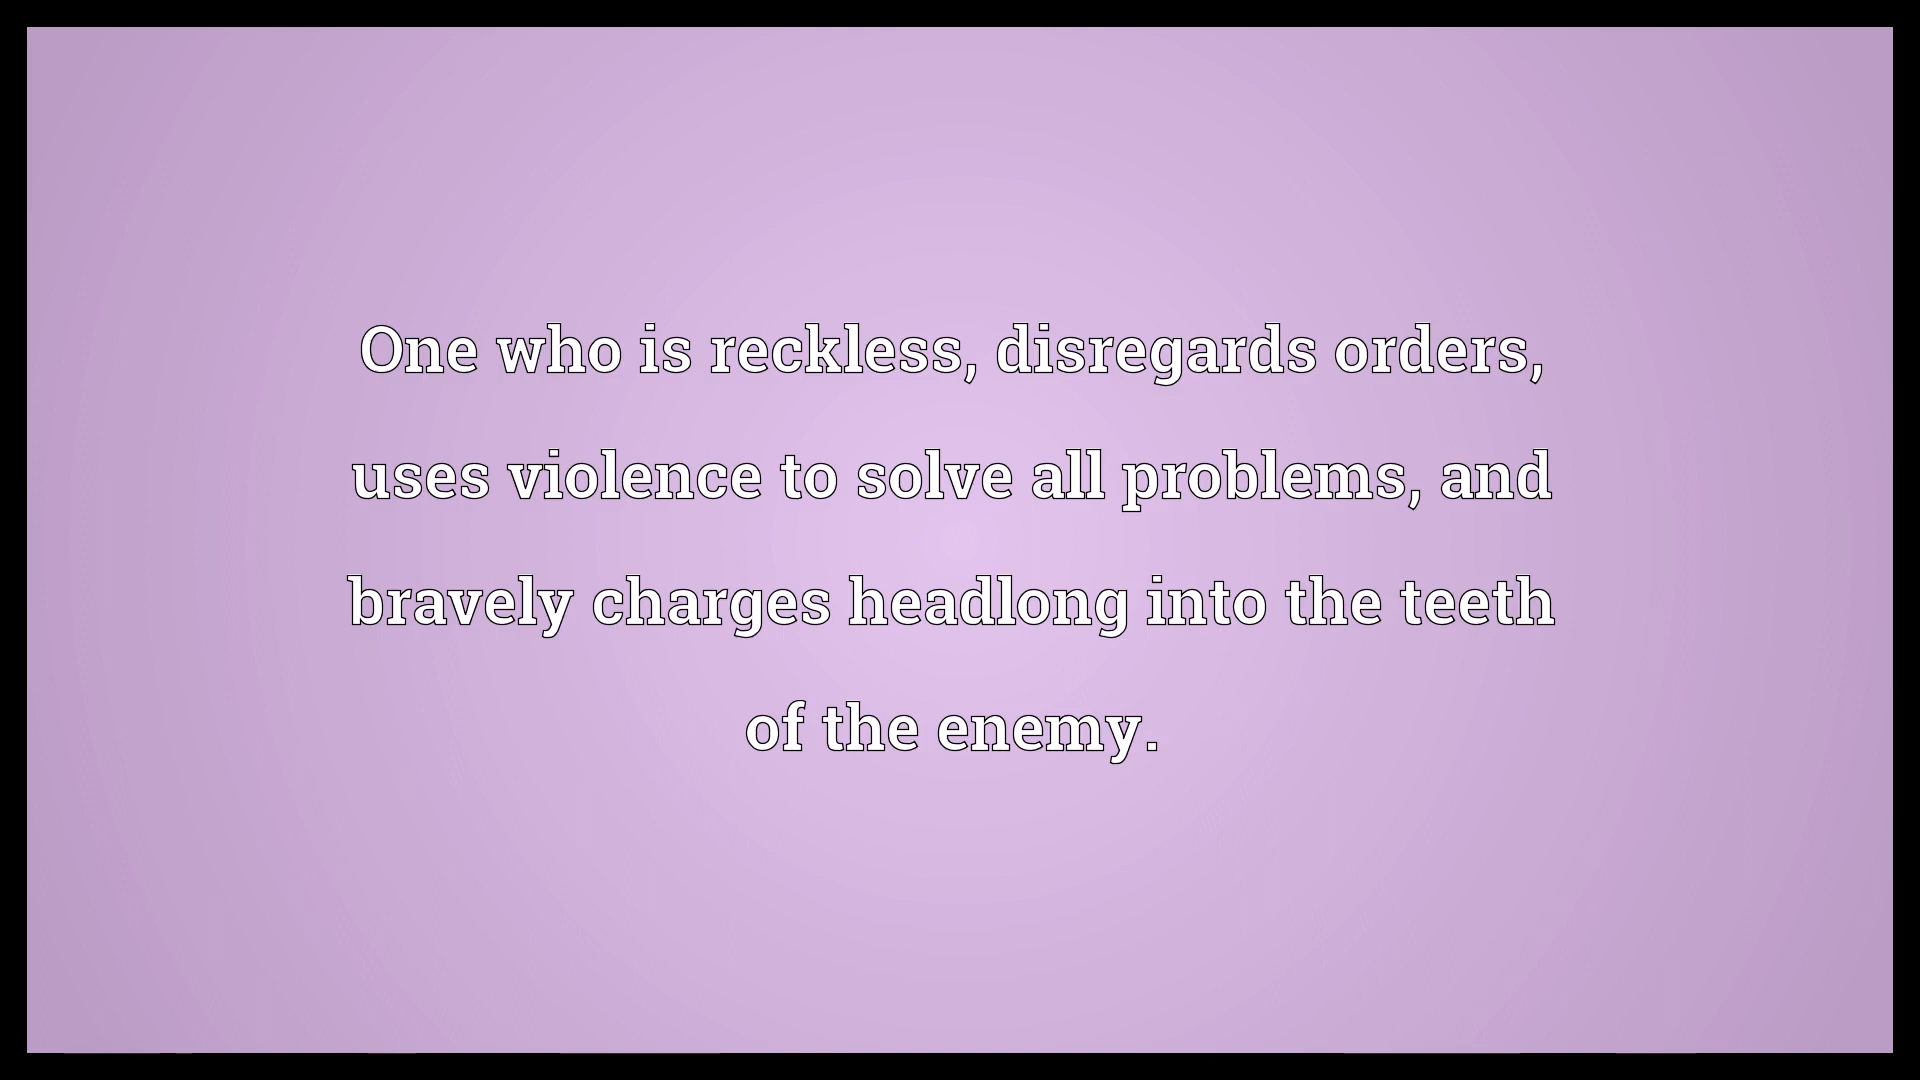 One who is reckless, disregards orders,
uses violence to solve all problems, and
bravely charges headlong into the teeth
of the enemy.